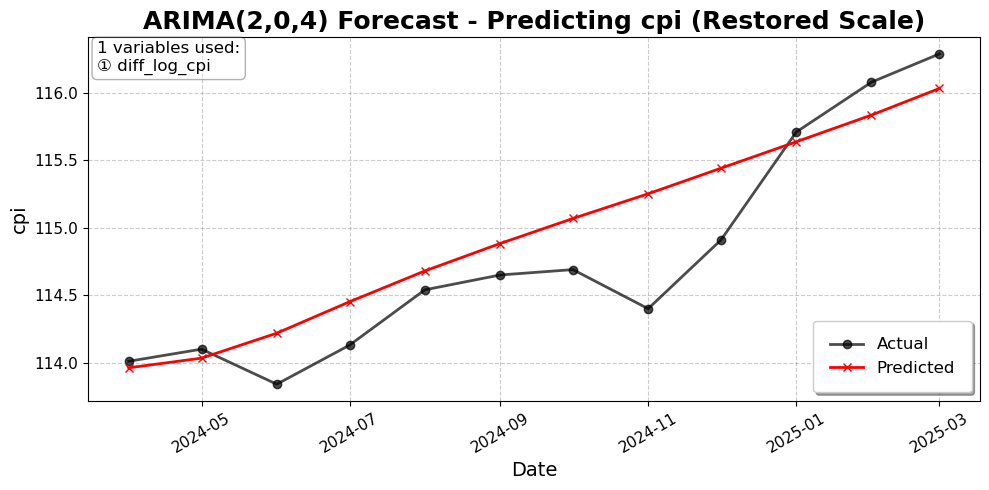 ARIMA(2,0,4) Forecast - Predicting cpi (Restored Scale)
1 variables used:
① diff_log_cpi
116.0
115.5
115.0
114.5
114.0
cpi
Actual
Predicted
2024-05
2024-07
2024-09
2024-11
2025-01
2025-03
Date